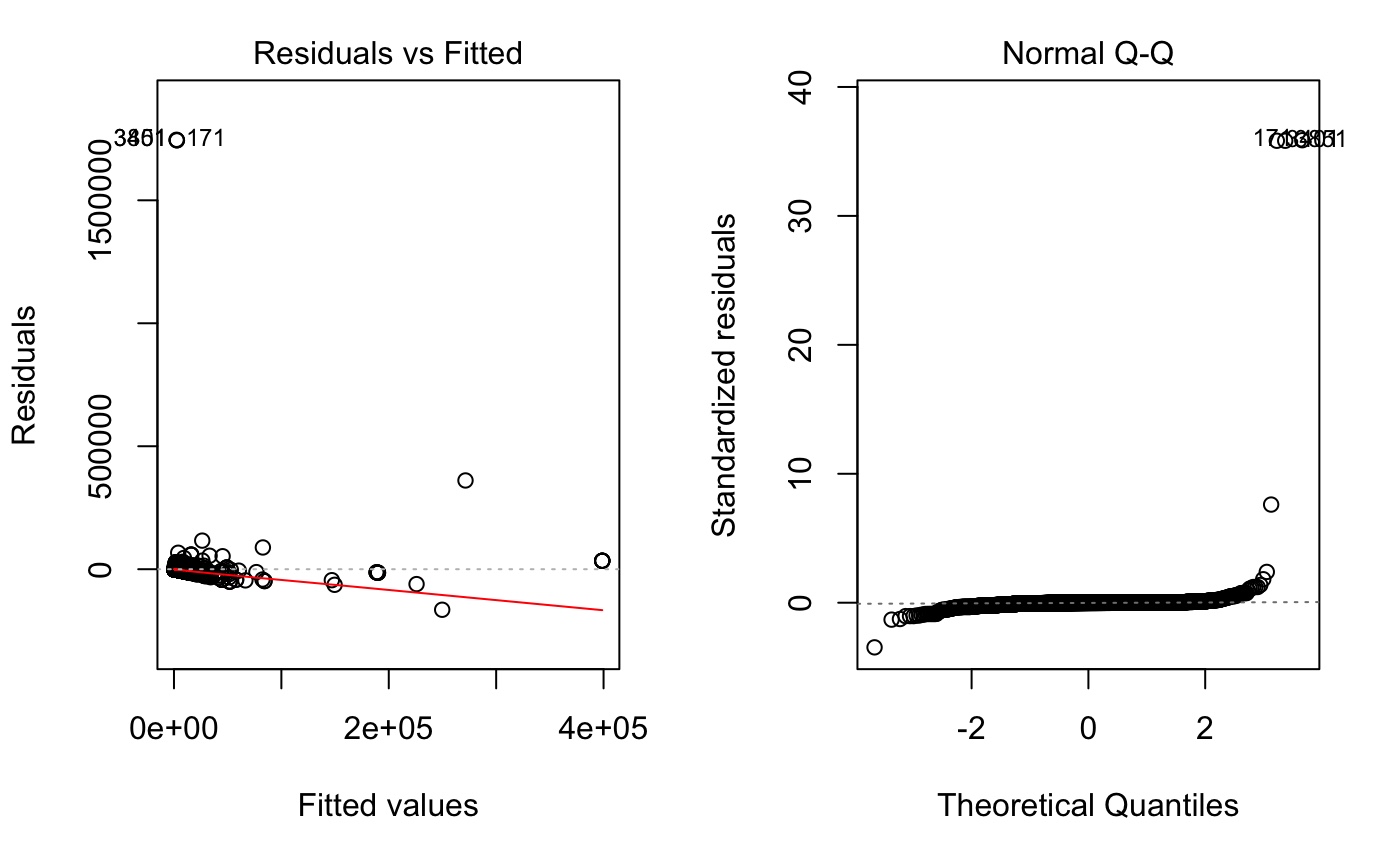 Residuals vs Fitted
171
1500000
500000
0
Residuals
0e+00 2e+05 4e+05
Fitted values
Normal Q-Q
40
30
20
10
0
Standardized residuals
-2 0 2
Theoretical Quantiles